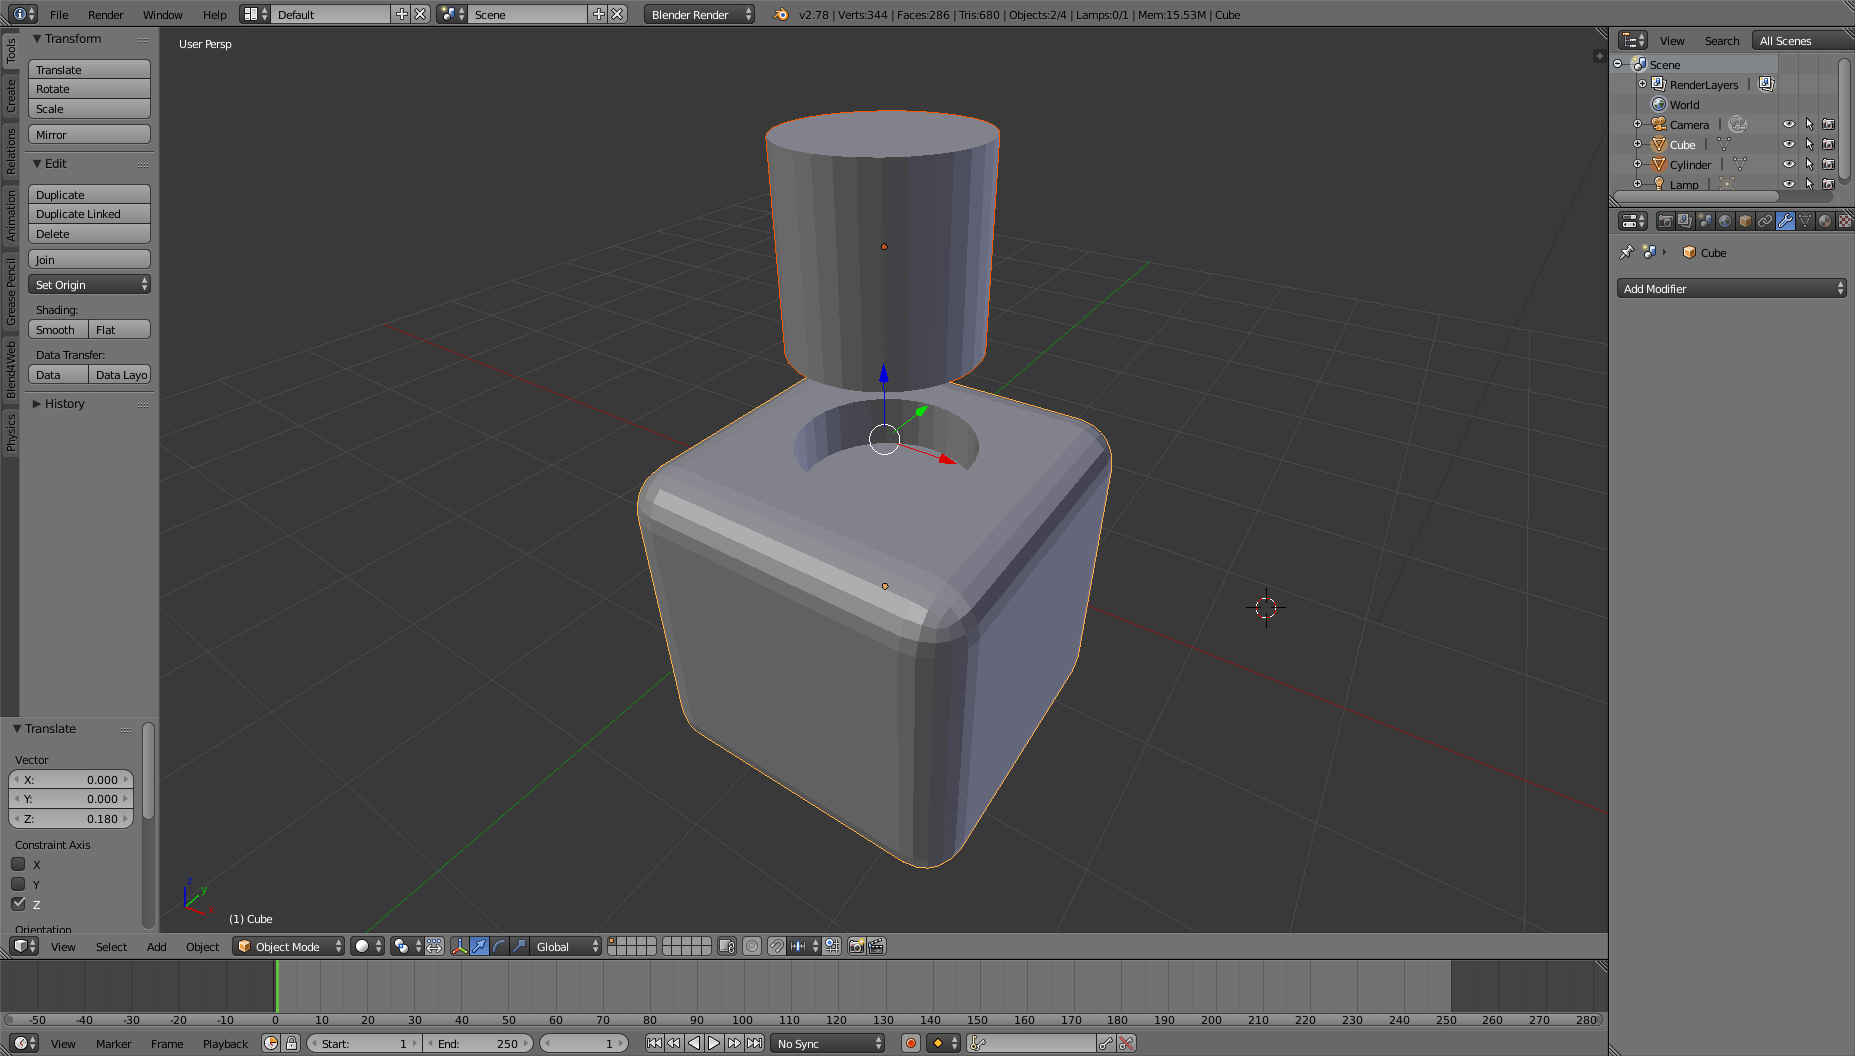 File Render Window Help Default Scene Blender Render v2.78 | Verts:344 | Faces:286 | Tris:680 | Objects:2/4 | Lamps:0/1 | Mem:15.53M | Cube
Tools
Create
Relations
Animation
Grease Pencil
Blend4Web
Physics
Transform
Translate
Rotate
Scale
Mirror
Edit
Duplicate
Duplicate Linked
Delete
Join
Set Origin
Shading:
Smooth Flat
Data Transfer:
Data Data Layo
History
Translate
Vector
X: 0.000
Y: 0.000
Z: 0.180
Constraint Axis
X
Y
Z
Orientation
User Persp
z
y
x
(1) Cube
View Search All Scenes
Scene
RenderLayers |
World
Camera |
Cube |
Cylinder |
Lamp |
Cube
Add Modifier
View Select Add Object Object Mode Global
-50 -40 -30 -20 -10 0 10 20 30 40 50 60 70 80 90 100 110 120 130 140 150 160 170 180 190 200 210 220 230 240 250 260 270 280
View Marker Frame Playback Start: 1 End: 250 1 No Sync